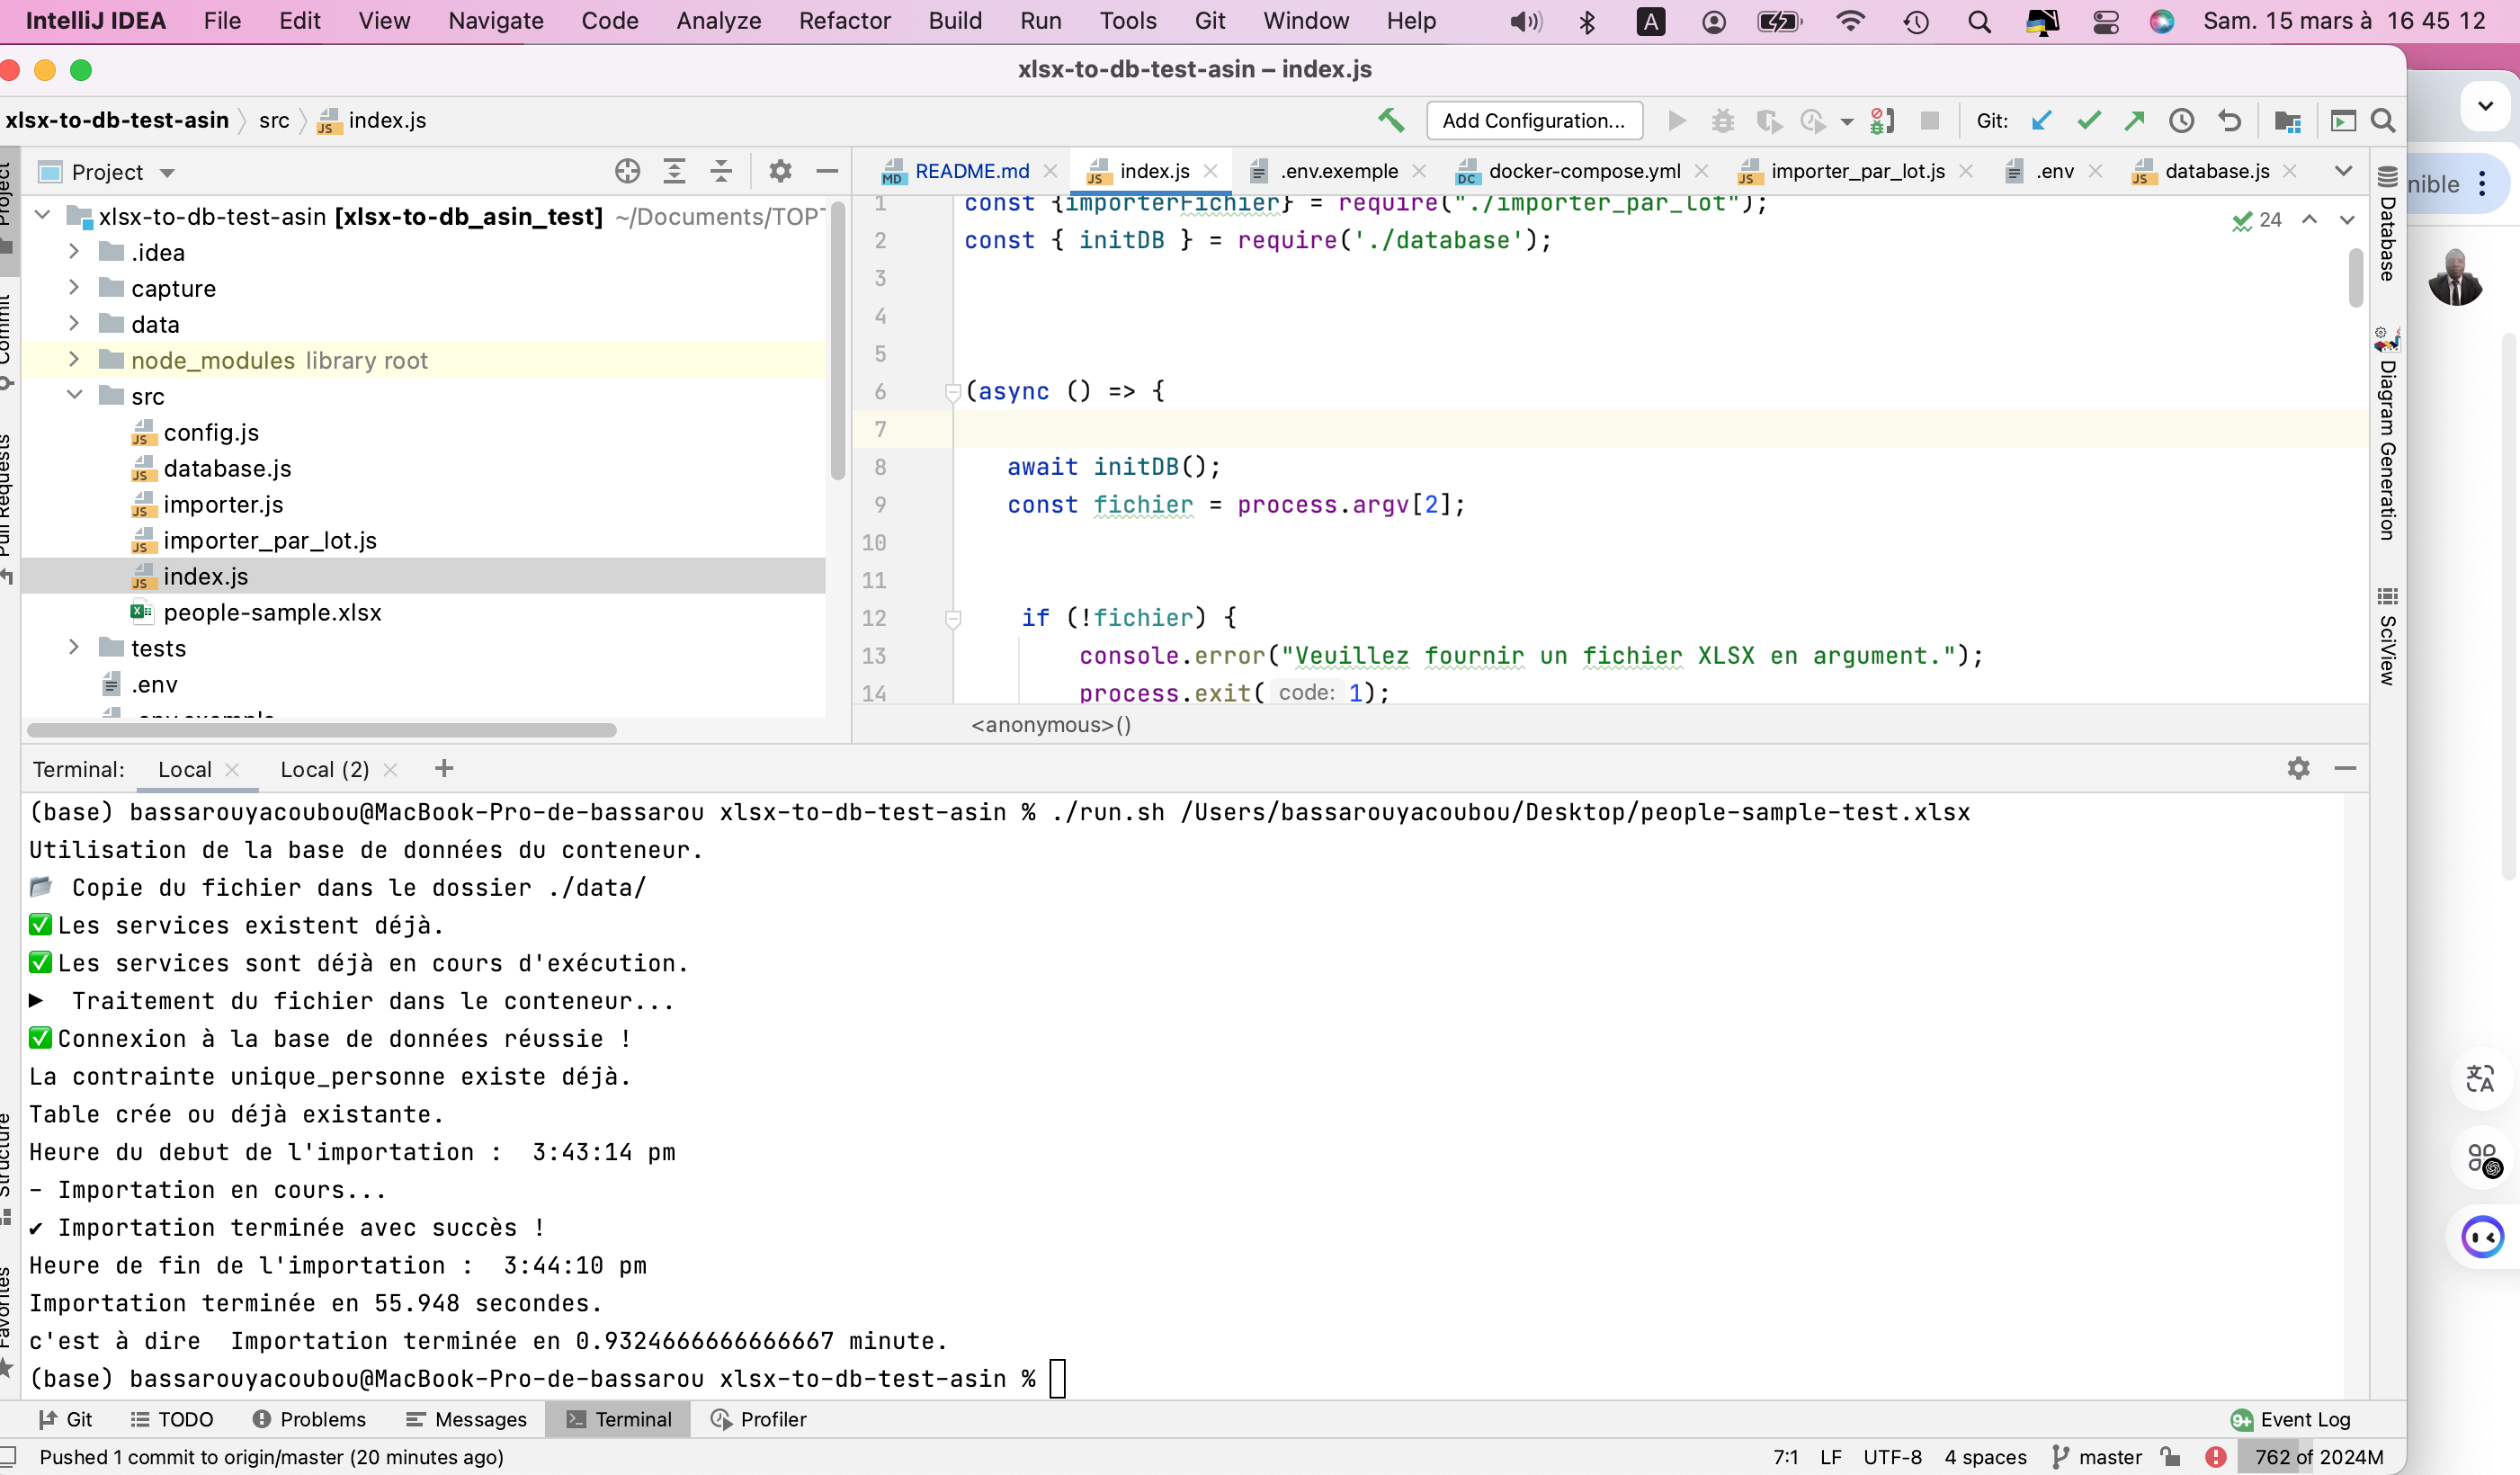 IntelliJ IDEA File Edit View Navigate Code Analyze Refactor Build Run Tools Git Window Help A Sam. 15 mars à 16 45 12
xlsx-to-db-test-asin – index.js
xlsx-to-db-test-asin src index.js Add Configuration... Git:
Project README.md index.js .env.exemple docker-compose.yml importer_par_lot.js .env database.js
nible
xlsx-to-db-test-asin [xlsx-to-db_asin_test] ~/Documents/TOP
.idea
capture
data
node_modules library root
src
config.js
database.js
importer.js
importer_par_lot.js
index.js
people-sample.xlsx
tests
.env
.env.exemple
24
1 const {importerFichier} = require("./importer_par_lot");
2 const { initDB } = require('./database');
3
4
5
6 (async () => {
7
8 await initDB();
9 const fichier = process.argv[2];
10
11
12 if (!fichier) {
13 console.error("Veuillez fournir un fichier XLSX en argument.");
14 process.exit( code: 1);
<anonymous>()
Project
Commit
Pull Requests
Structure
Favorites
Database
Diagram Generation
SciView
Terminal: Local Local (2) +
(base) bassarouyacoubou@MacBook-Pro-de-bassarou xlsx-to-db-test-asin % ./run.sh /Users/bassarouyacoubou/Desktop/people-sample-test.xlsx
Utilisation de la base de données du conteneur.
📂 Copie du fichier dans le dossier ./data/
✅ Les services existent déjà.
✅ Les services sont déjà en cours d'exécution.
▶ Traitement du fichier dans le conteneur...
✅ Connexion à la base de données réussie !
La contrainte unique_personne existe déjà.
Table crée ou déjà existante.
Heure du debut de l'importation :  3:43:14 pm
- Importation en cours...
✔ Importation terminée avec succès !
Heure de fin de l'importation :  3:44:10 pm
Importation terminée en 55.948 secondes.
c'est à dire  Importation terminée en 0.9324666666666667 minute.
(base) bassarouyacoubou@MacBook-Pro-de-bassarou xlsx-to-db-test-asin %
Git TODO Problems Messages Terminal Profiler 9+ Event Log
Pushed 1 commit to origin/master (20 minutes ago) 7:1 LF UTF-8 4 spaces master 762 of 2024M